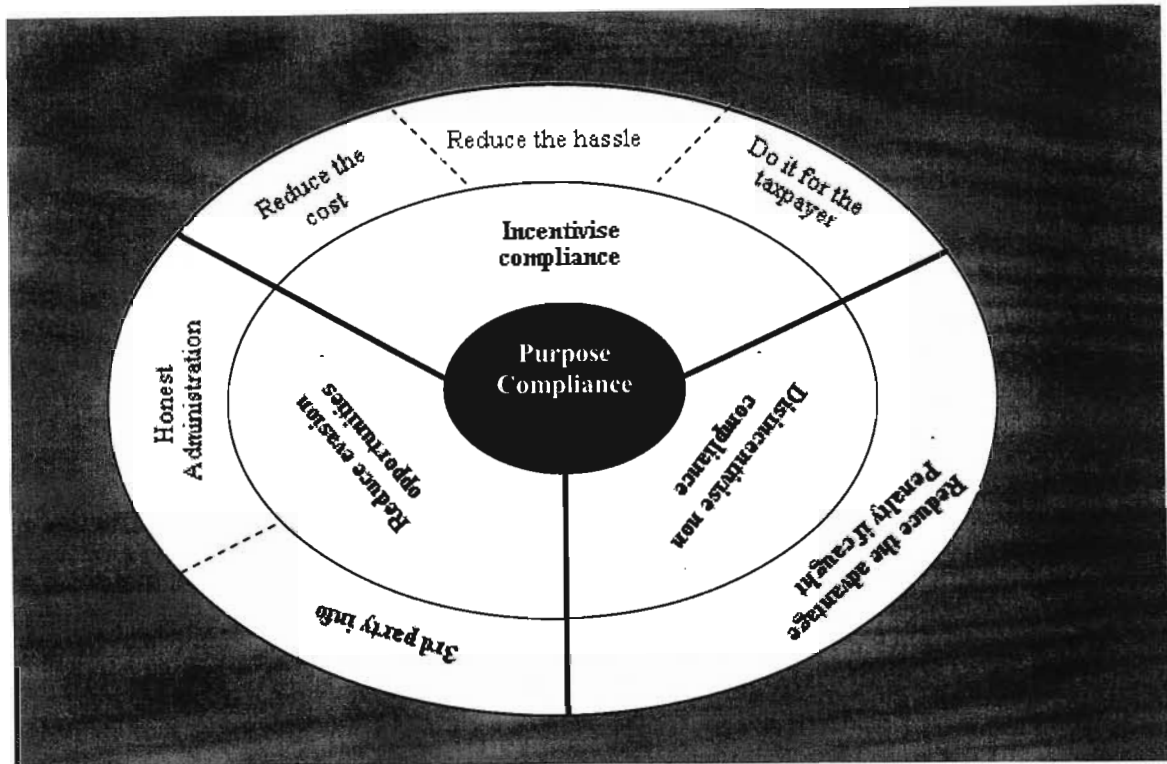 Reduce the hassle
Reduce the
cost
Do it for the
taxpayer
Incentivise
compliance
Purpose
Compliance
Honest
Administration
Reduce evasion
opportunities
Disincentivise non
compliance
3rd party info
Reduce the advantage
Penalty if caught